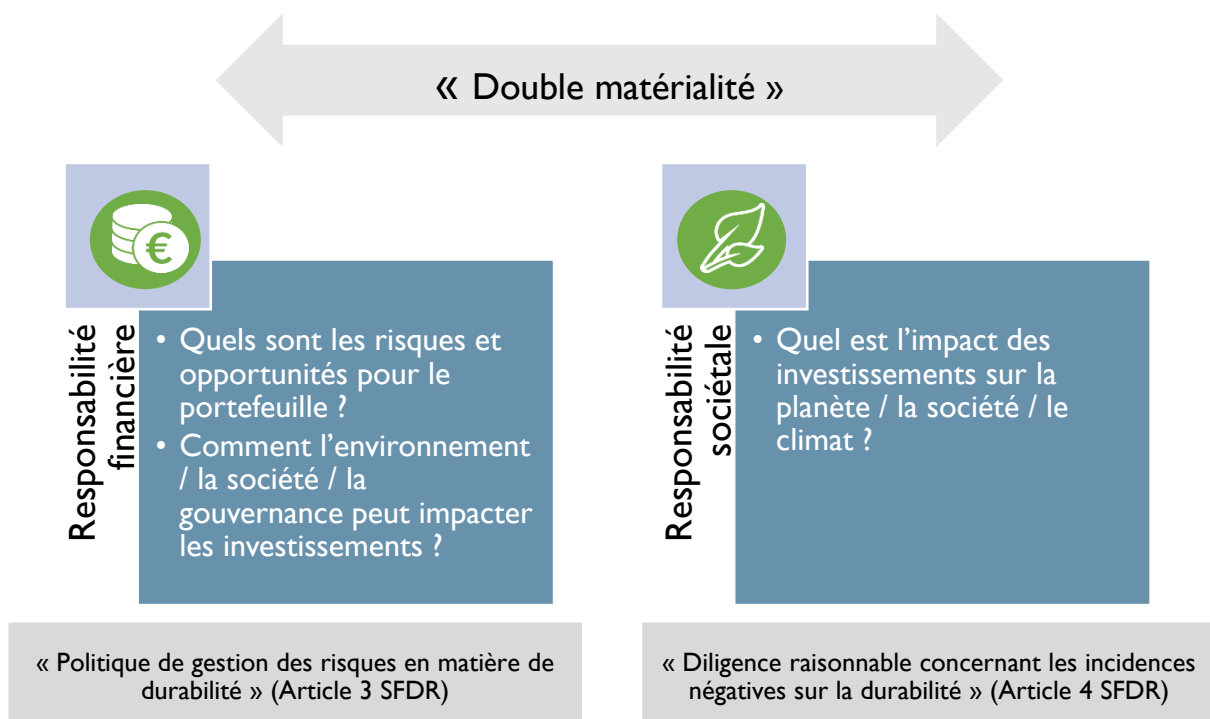 « Double matérialité »
€
Responsabilité
financière
• Quels sont les risques et
opportunités pour le
portefeuille ?
• Comment l’environnement
/ la société / la
gouvernance peut impacter
les investissements ?
« Politique de gestion des risques en matière de
durabilité » (Article 3 SFDR)
Responsabilité
sociétale
• Quel est l’impact des
investissements sur la
planète / la société / le
climat ?
« Diligence raisonnable concernant les incidences
négatives sur la durabilité » (Article 4 SFDR)